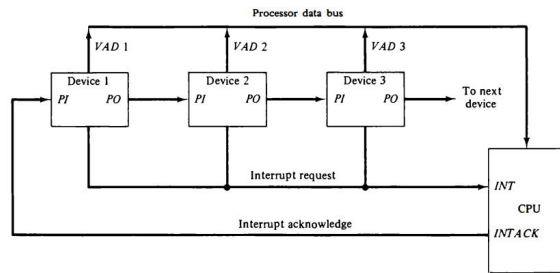 Processor data bus
VAD 1
VAD 2
VAD 3
Device 1
PI
PO
Device 2
PI
PO
Device 3
PI
PO
To next
device
Interrupt request
INT
CPU
Interrupt acknowledge
INTACK